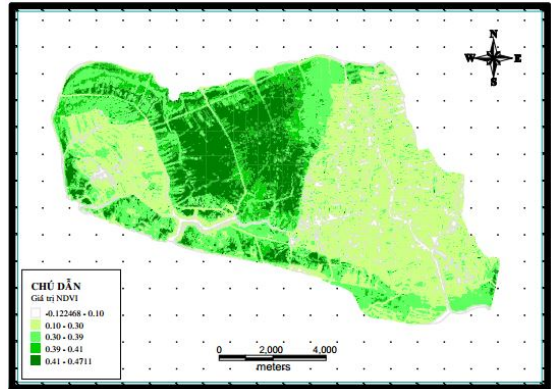 N
W E
S
CHÚ DẪN
Giá trị NDVI
-0.122468 - 0.10
0.10 - 0.30
0.30 - 0.39
0.39 - 0.41
0.41 - 0.4711
0 2,000 4,000
meters